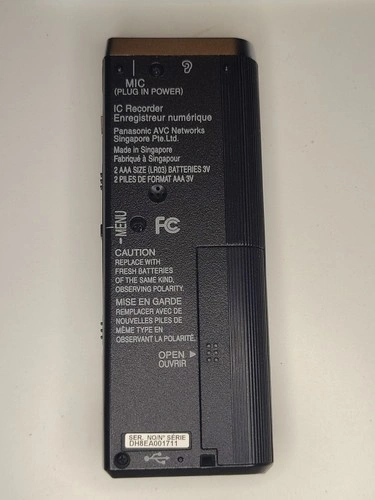 MIC
(PLUG IN POWER)
IC Recorder
Enregistreur numérique
Panasonic AVC Networks
Singapore Pte.Ltd.
Made in Singapore
Fabriqué à Singapour
2 AAA SIZE (LR03) BATTERIES 3V
2 PILES DE FORMAT AAA 3V
MENU
FC
CAUTION
REPLACE WITH
FRESH BATTERIES
OF THE SAME KIND,
OBSERVING POLARITY.
MISE EN GARDE
REMPLACER AVEC DE
NOUVELLES PILES DE
MÊME TYPE EN
OBSERVANT LA POLARITÉ.
OPEN
OUVRIR
SER. NO/N° SÉRIE
DH8EA001711